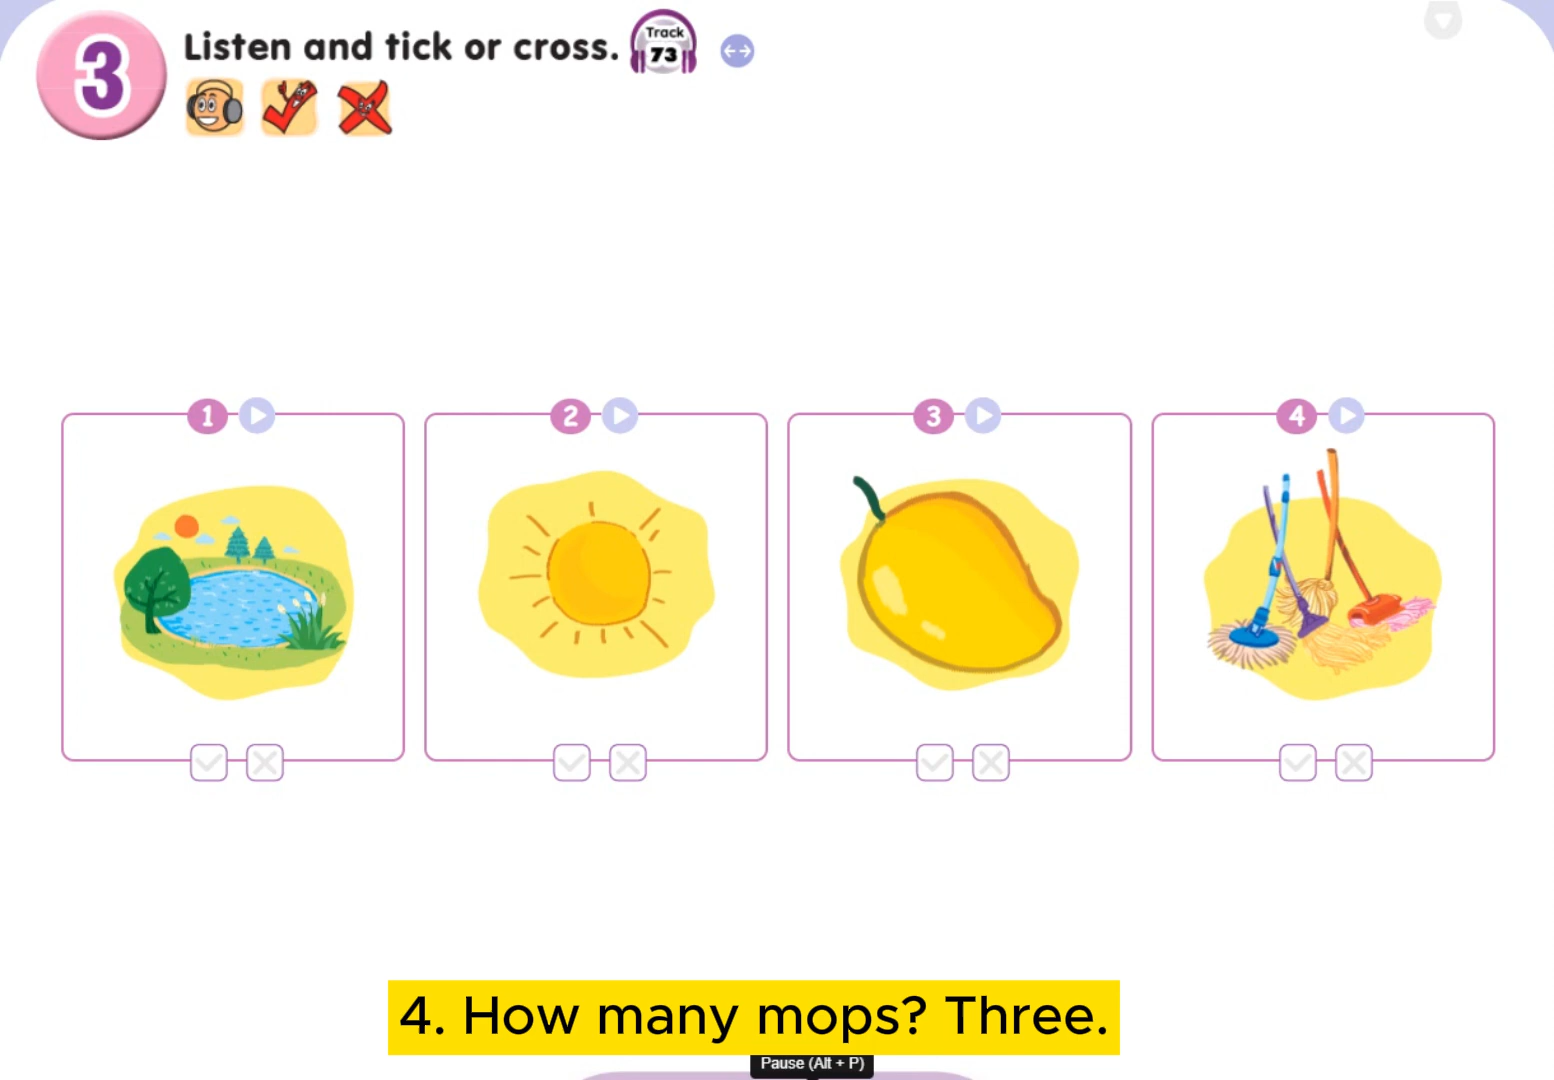 3
Listen and tick or cross.
Track
73
1
2
3
4
4. How many mops? Three.
Pause (Alt + P)